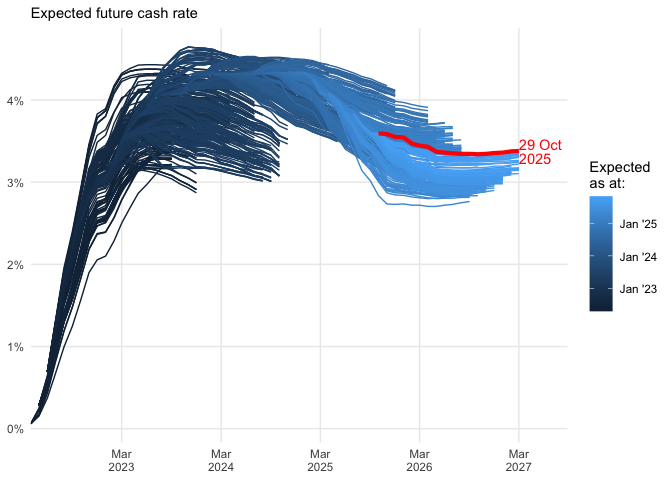 Expected future cash rate
4%
3%
2%
1%
0%
Mar
2023
Mar
2024
Mar
2025
Mar
2026
Mar
2027
29 Oct
2025
Expected
as at:
Jan '25
Jan '24
Jan '23